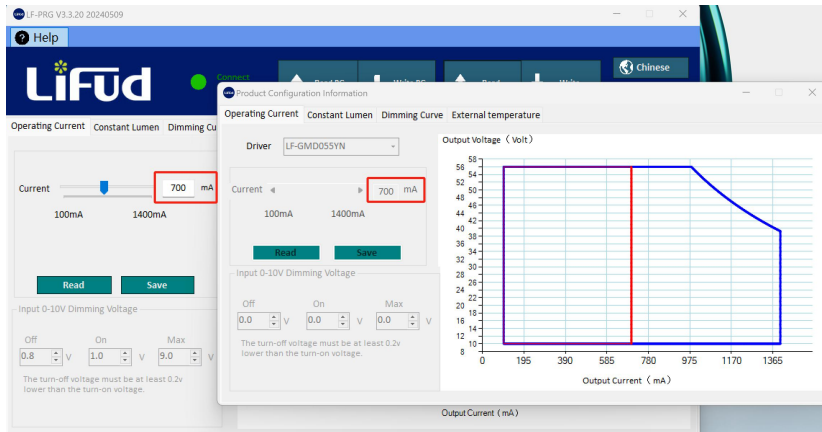 LF-PRG V3.3.20 20240509
Help
LiFUd
Connect
Chinese
Operating Current Constant Lumen Dimming Cu
Current 700 mA
100mA 1400mA
Read Save
Input 0-10V Dimming Voltage
Off On Max
0.8 V 1.0 V 9.0 V
The turn-off voltage must be at least 0.2v
lower than the turn-on voltage.
Product Configuration Information
Operating Current Constant Lumen Dimming Curve External temperature
Driver LF-GMD055YN
Current 700 mA
100mA 1400mA
Read Save
Input 0-10V Dimming Voltage
Off On Max
0.0 V 0.0 V 0.0 V
The turn-off voltage must be at least 0.2v
lower than the turn-on voltage.
Output Voltage ( Volt )
58
56
54
52
50
48
46
44
42
40
38
36
34
32
30
28
26
24
22
20
18
16
14
12
10
8
0 195 390 585 780 975 1170 1365
Output Current ( mA )
Output Current ( mA )